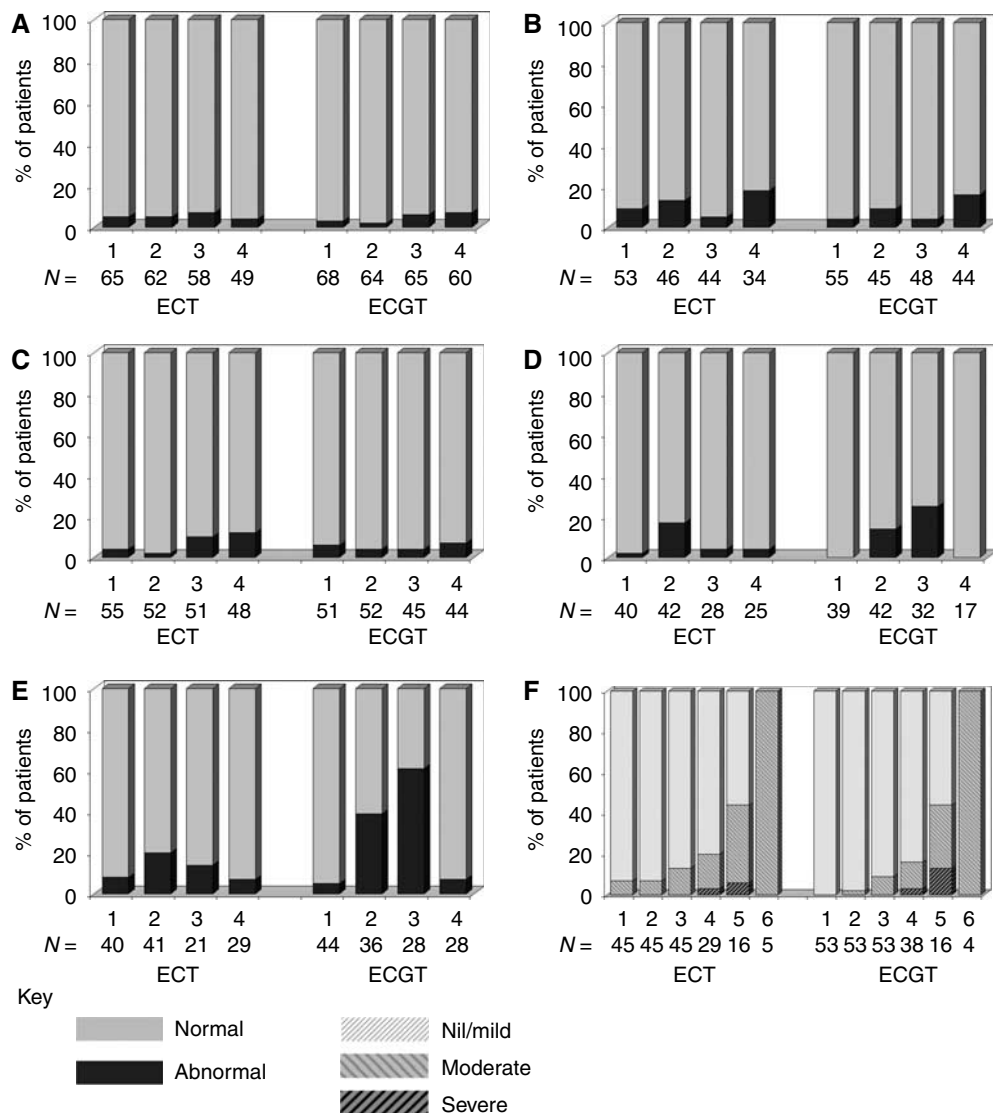 A
% of patients
100
80
60
40
20
0
1 2 3 4 1 2 3 4
N = 65 62 58 49 68 64 65 60
ECT ECGT
B
% of patients
100
80
60
40
20
0
1 2 3 4 1 2 3 4
N = 53 46 44 34 55 45 48 44
ECT ECGT
C
% of patients
100
80
60
40
20
0
1 2 3 4 1 2 3 4
N = 55 52 51 48 51 52 45 44
ECT ECGT
D
% of patients
100
80
60
40
20
0
1 2 3 4 1 2 3 4
N = 40 42 28 25 39 42 32 17
ECT ECGT
E
% of patients
100
80
60
40
20
0
1 2 3 4 1 2 3 4
N = 40 41 21 29 44 36 28 28
ECT ECGT
F
% of patients
100
80
60
40
20
0
1 2 3 4 5 6 1 2 3 4 5 6
N = 45 45 45 29 16 5 53 53 53 38 16 4
ECT ECGT
Key
Normal
Abnormal
Nil/mild
Moderate
Severe